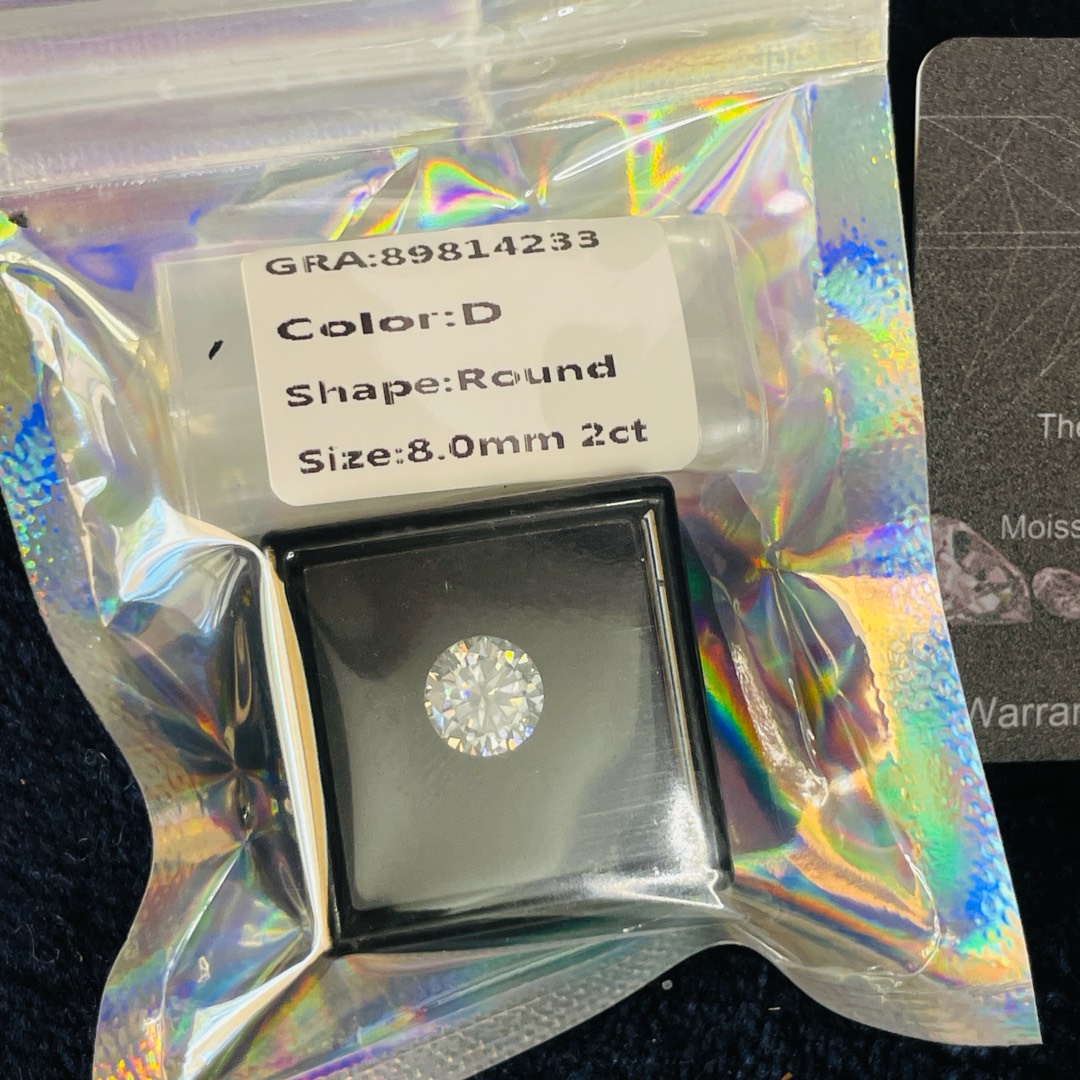 GRA:89814233
Color:D
Shape:Round
Size:8.0mm 2ct
The
Moiss
Warran